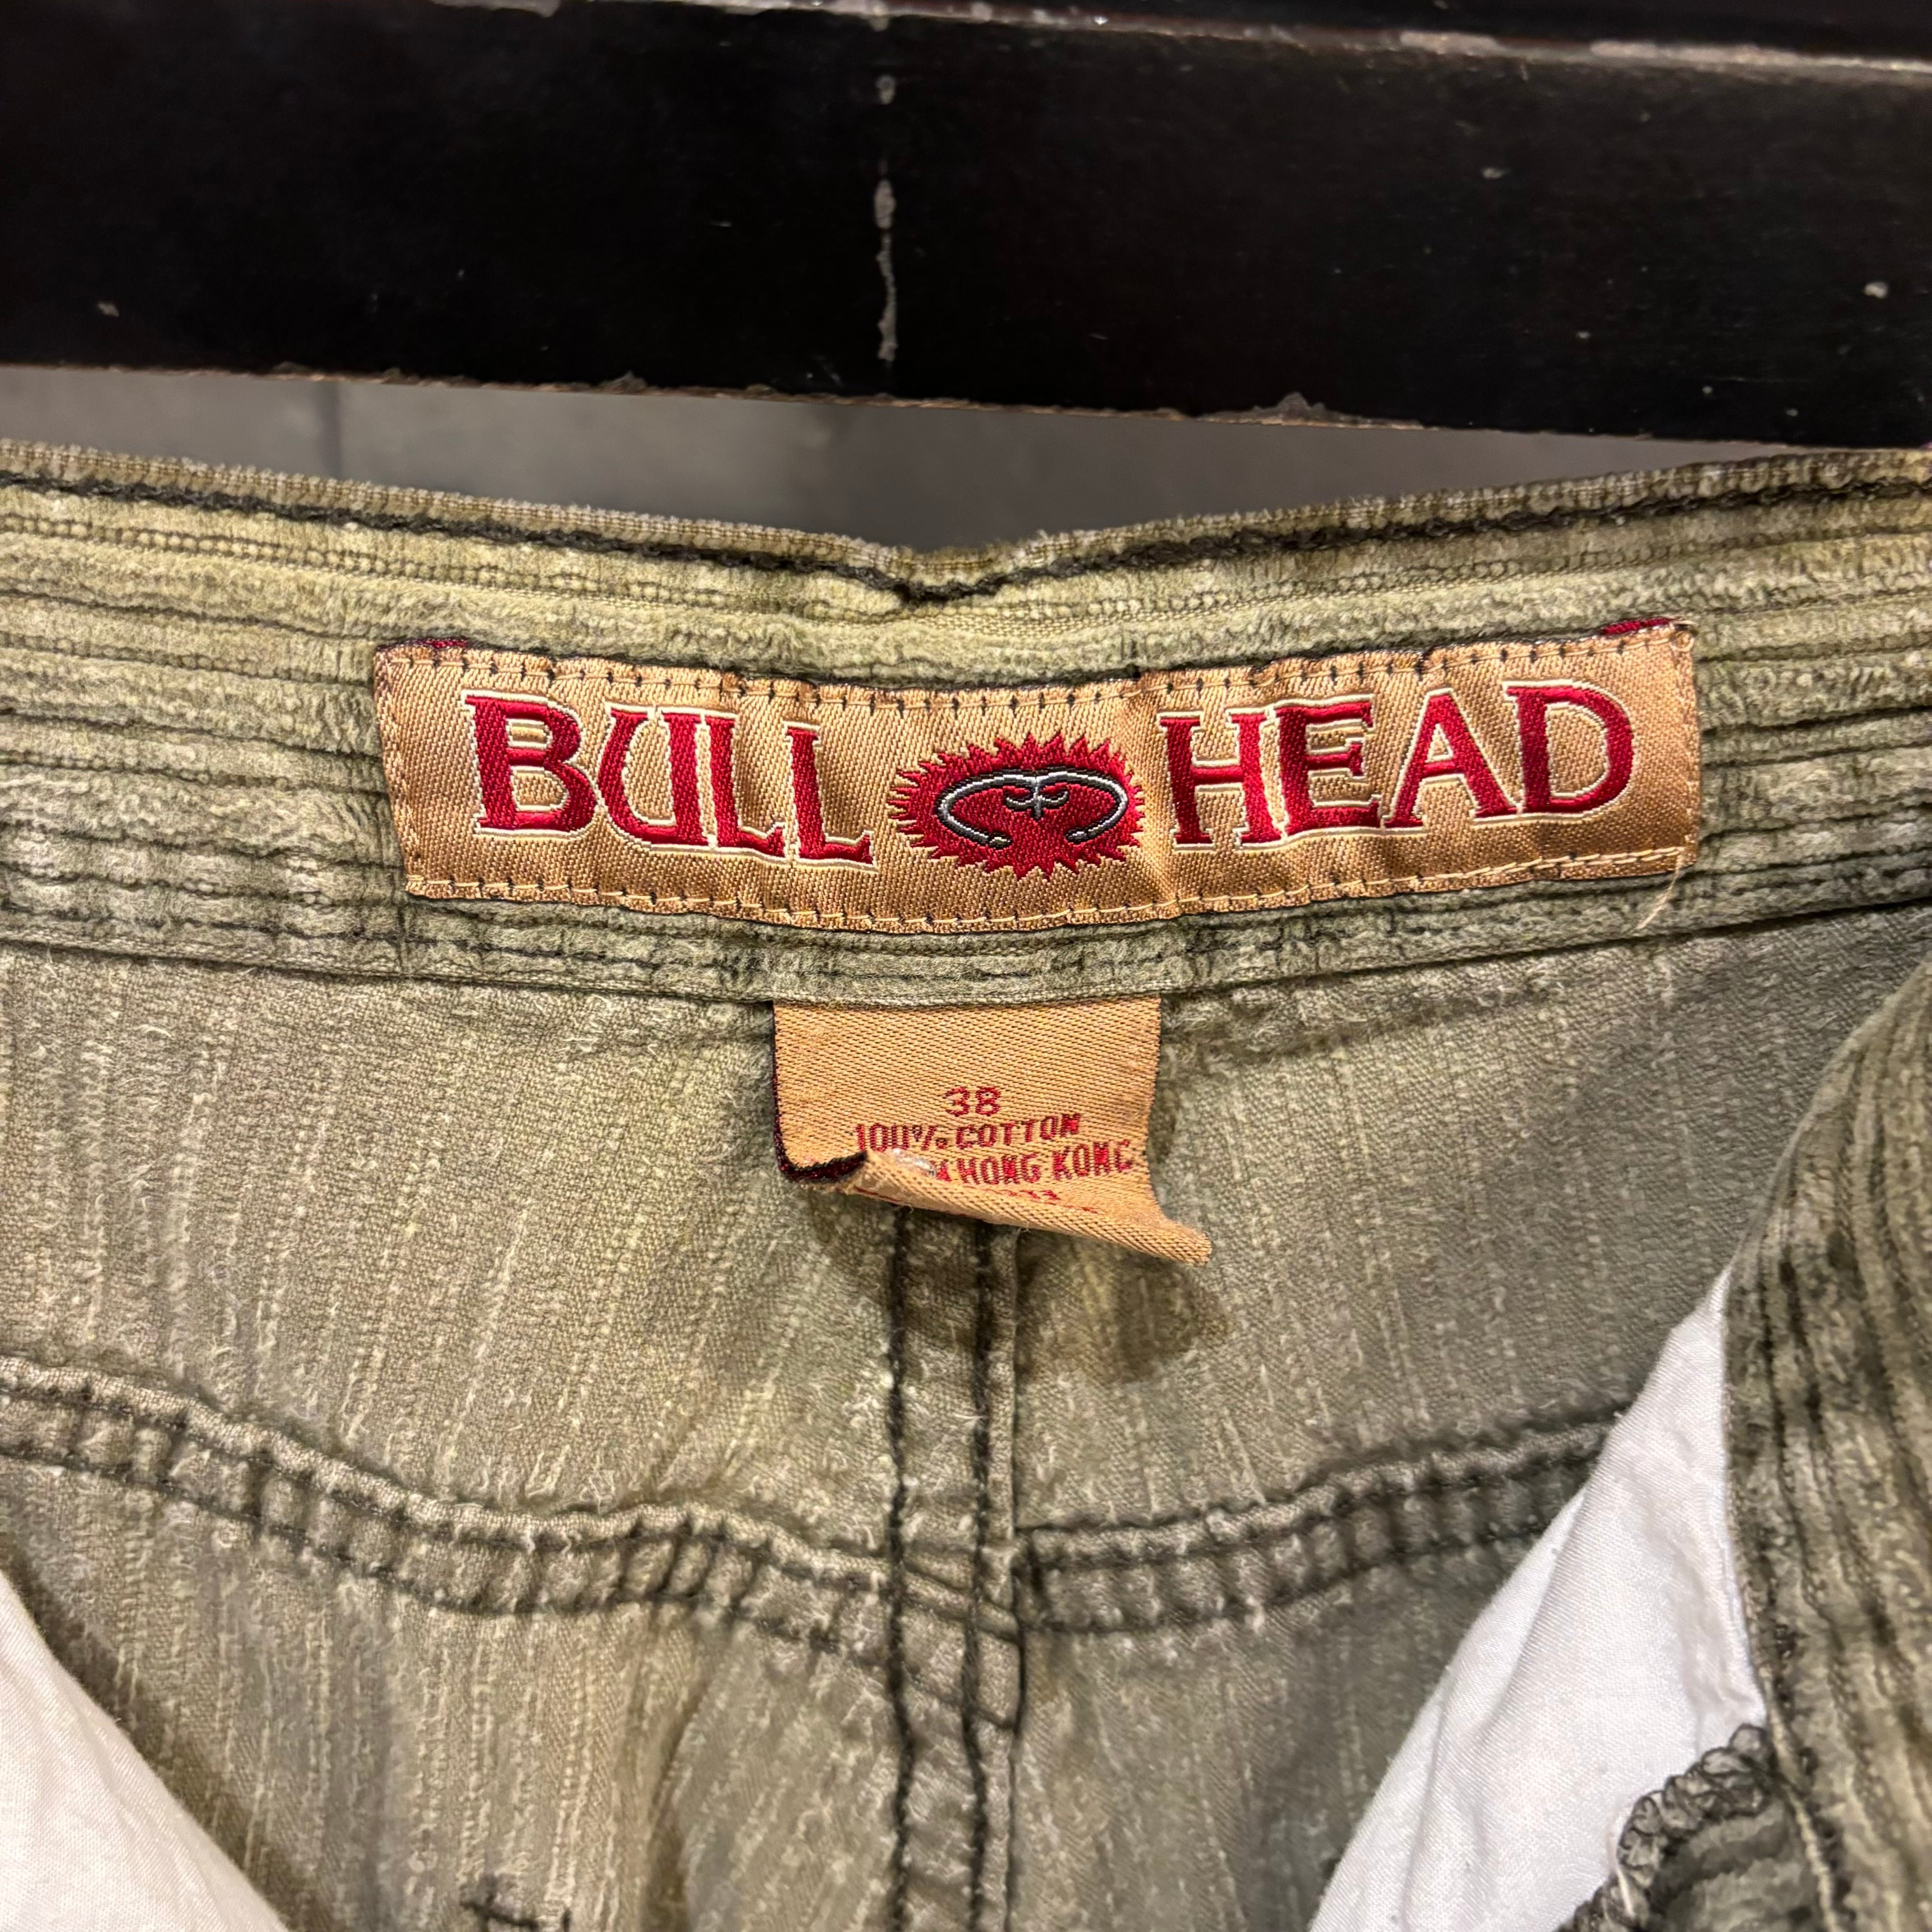 BULL HEAD
38
100% COTTON
HONG KONG